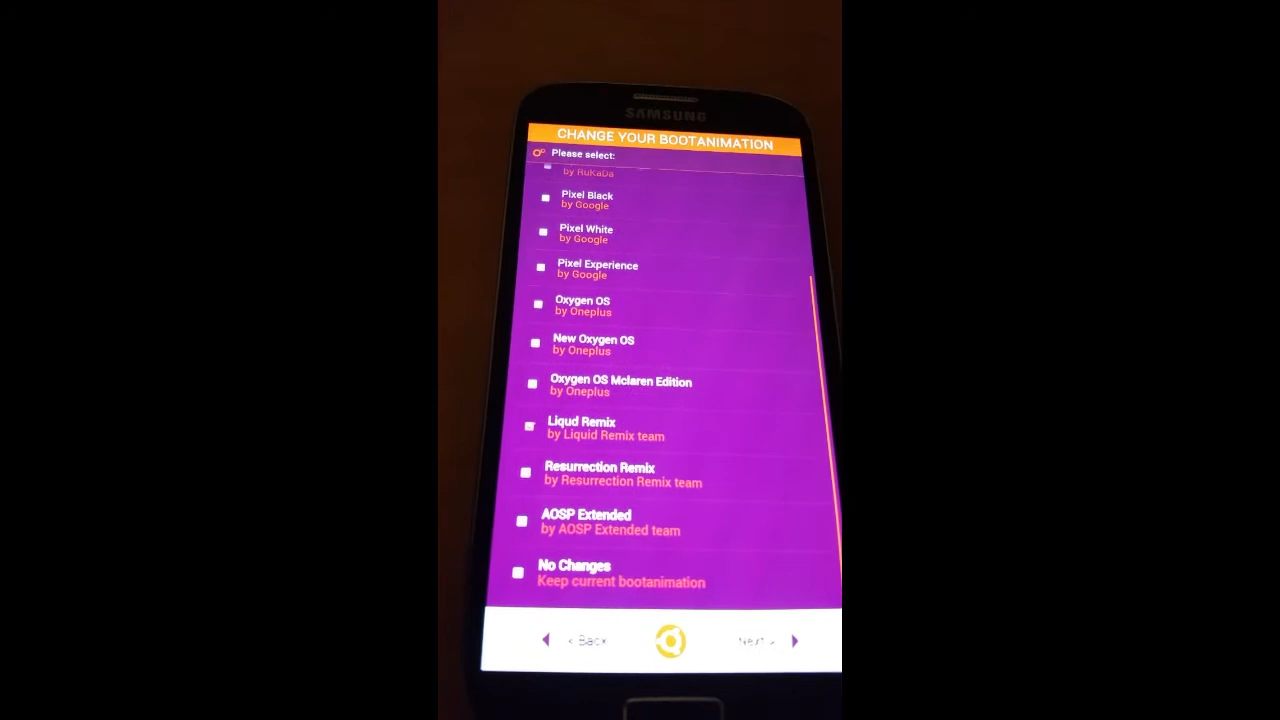 SAMSUNG
CHANGE YOUR BOOTANIMATION
Please select:
by RuKaDa
Pixel Black
by Google
Pixel White
by Google
Pixel Experience
by Google
Oxygen OS
by Oneplus
New Oxygen OS
by Oneplus
Oxygen OS Mclaren Edition
by Oneplus
Liqud Remix
by Liquid Remix team
Resurrection Remix
by Resurrection Remix team
AOSP Extended
by AOSP Extended team
No Changes
Keep current bootanimation
< Back
Next >